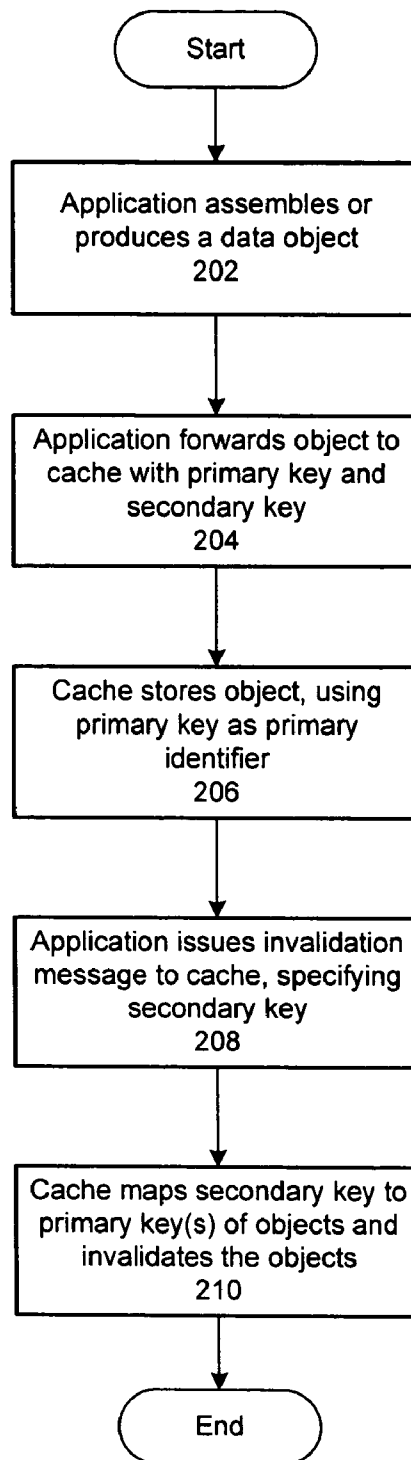 Start
Application assembles or
produces a data object
202
Application forwards object to
cache with primary key and
secondary key
204
Cache stores object, using
primary key as primary
identifier
206
Application issues invalidation
message to cache, specifying
secondary key
208
Cache maps secondary key to
primary key(s) of objects and
invalidates the objects
210
End